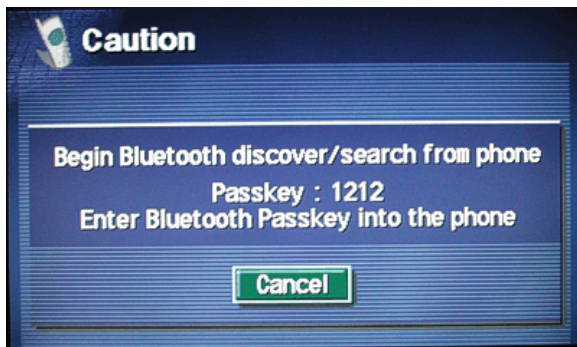 Caution
Begin Bluetooth discover/search from phone
Passkey : 1212
Enter Bluetooth Passkey into the phone
Cancel